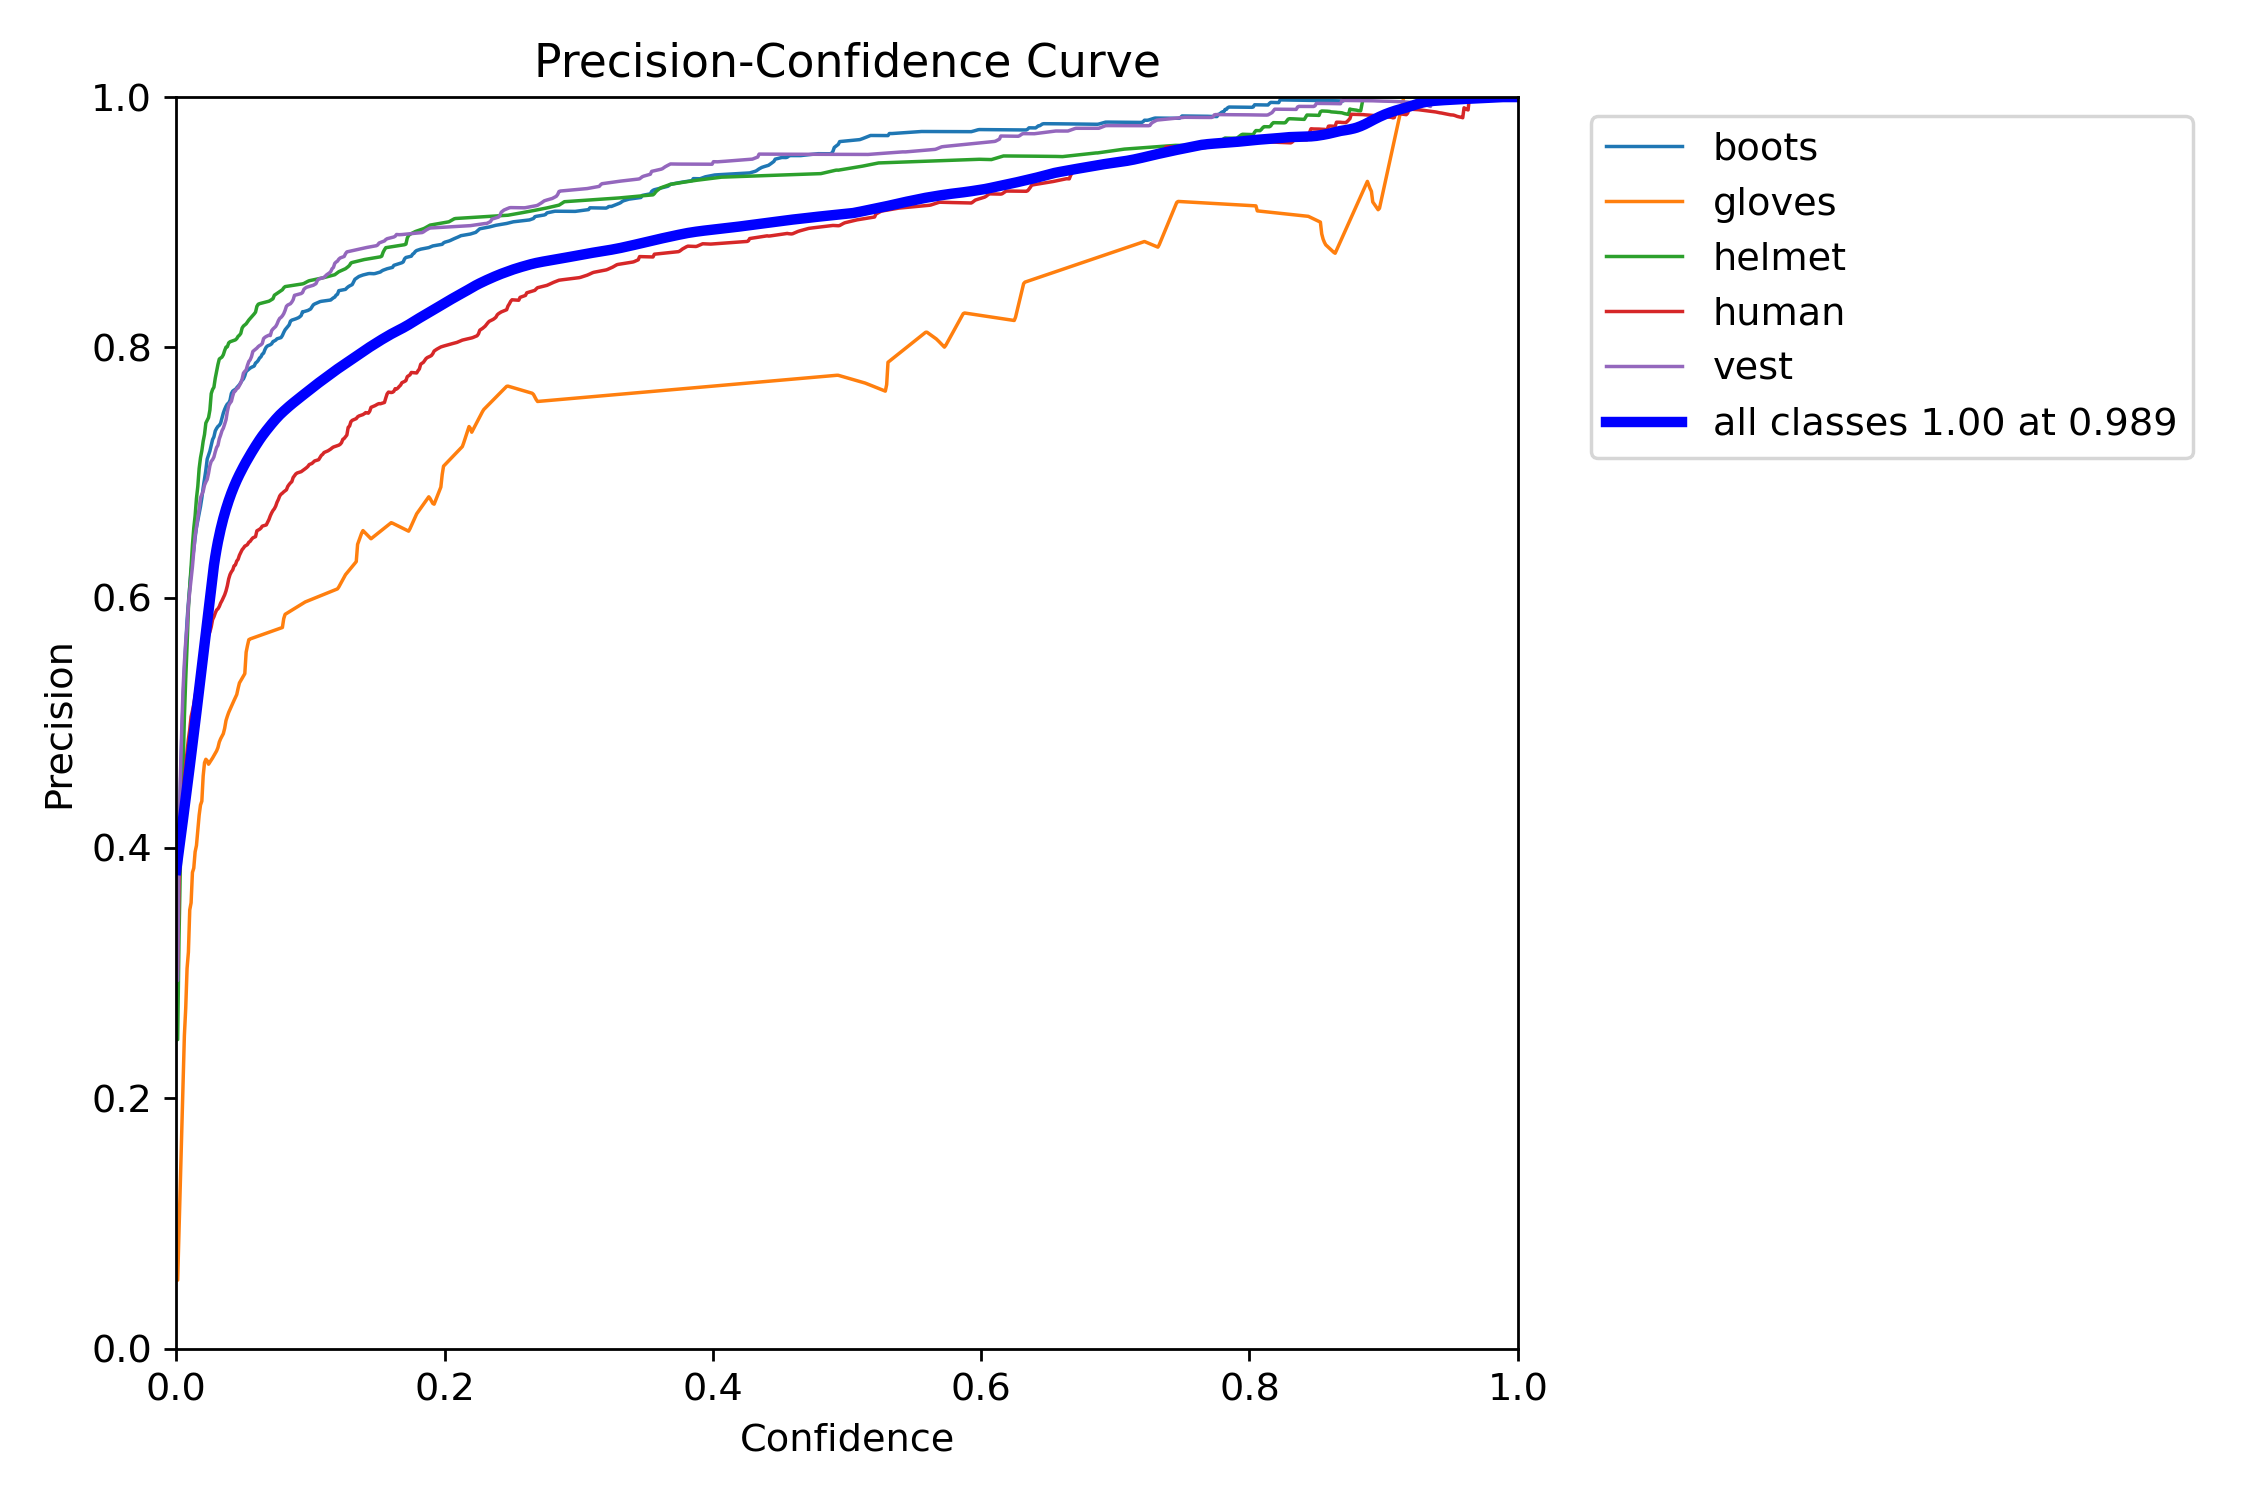 Precision-Confidence Curve
1.0
0.8
0.6
0.4
0.2
0.0
Precision
0.0 0.2 0.4 0.6 0.8 1.0
Confidence
boots
gloves
helmet
human
vest
all classes 1.00 at 0.989